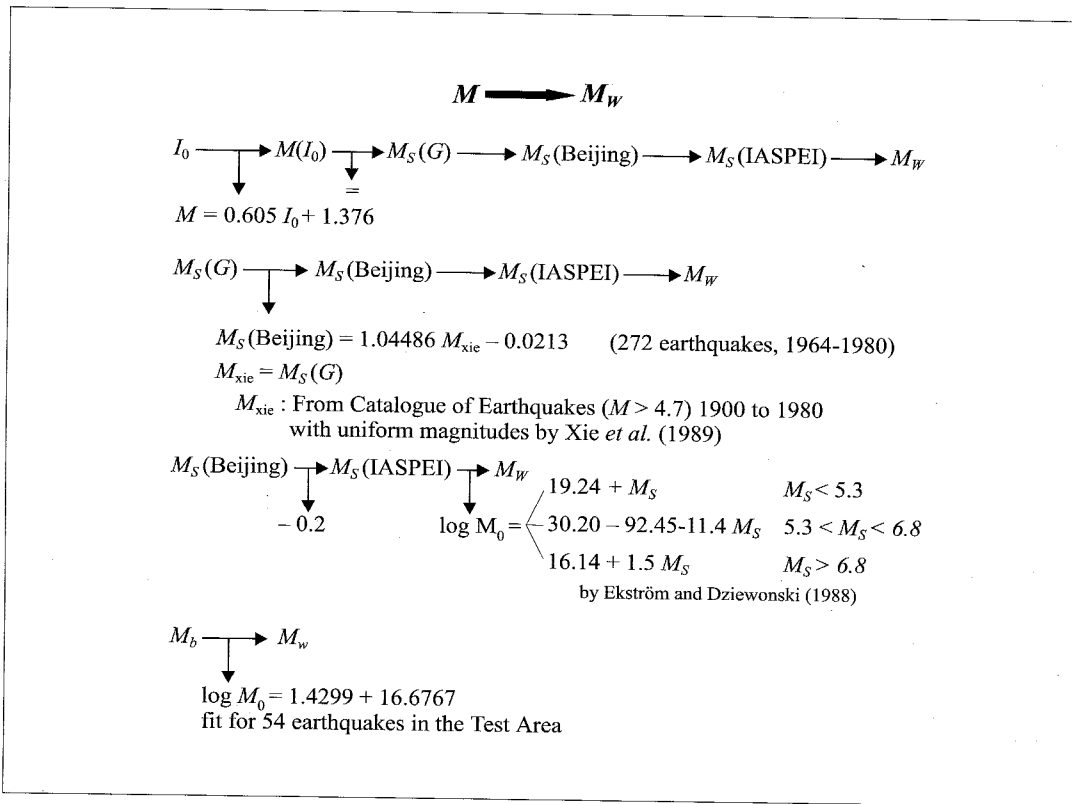 M → M_W
I₀ → M(I₀) → M_S(G) → M_S(Beijing) → M_S(IASPEI) → M_W
=
M = 0.605 I₀ + 1.376
M_S(G) → M_S(Beijing) → M_S(IASPEI) → M_W
M_S(Beijing) = 1.04486 M_xie – 0.0213 (272 earthquakes, 1964-1980)
M_xie = M_S(G)
M_xie : From Catalogue of Earthquakes (M > 4.7) 1900 to 1980
with uniform magnitudes by Xie et al. (1989)
M_S(Beijing) → M_S(IASPEI) → M_W
19.24 + M_S M_S < 5.3
– 0.2 log M₀ = 30.20 – 92.45-11.4 M_S 5.3 < M_S < 6.8
16.14 + 1.5 M_S M_S > 6.8
by Ekström and Dziewonski (1988)
M_b → M_w
log M₀ = 1.4299 + 16.6767
fit for 54 earthquakes in the Test Area